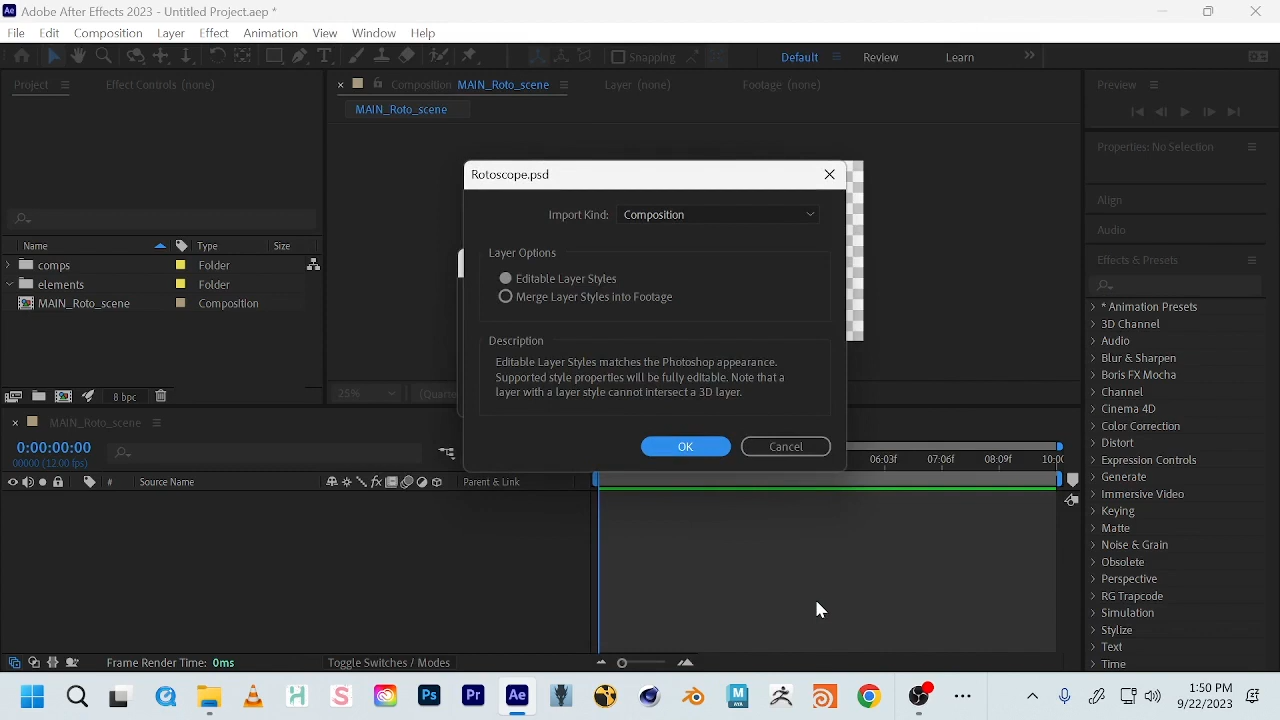 Adobe After Effects 2023 - Untitled Project.aep *
File Edit Composition Layer Effect Animation View Window Help
Snapping Default Review Learn
Project Effect Controls (none) Composition MAIN_Roto_scene Layer (none) Footage (none) Preview
MAIN_Roto_scene
Properties: No Selection
Rotoscope.psd
Align
Import Kind: Composition
Audio
Name Type Size
Layer Options
Effects & Presets
comps Folder
Editable Layer Styles
elements Folder
Merge Layer Styles into Footage
MAIN_Roto_scene Composition
* Animation Presets
3D Channel
Audio
Description
Blur & Sharpen
Editable Layer Styles matches the Photoshop appearance.
Supported style properties will be fully editable. Note that a
layer with a layer style cannot intersect a 3D layer.
Boris FX Mocha
Channel
8 bpc 25% (Quarte
Cinema 4D
MAIN_Roto_scene
Color Correction
OK Cancel
Distort
0:00:00:00
00000 (12.00 fps)
06:03f 07:06f 08:09f 10:0(
Expression Controls
# Source Name Parent & Link
Generate
Immersive Video
Keying
Matte
Noise & Grain
Obsolete
Perspective
RG Trapcode
Simulation
Stylize
Text
Time
Frame Render Time: 0ms Toggle Switches / Modes
Ps Pr Ae
M
MAYA
1:50 PM